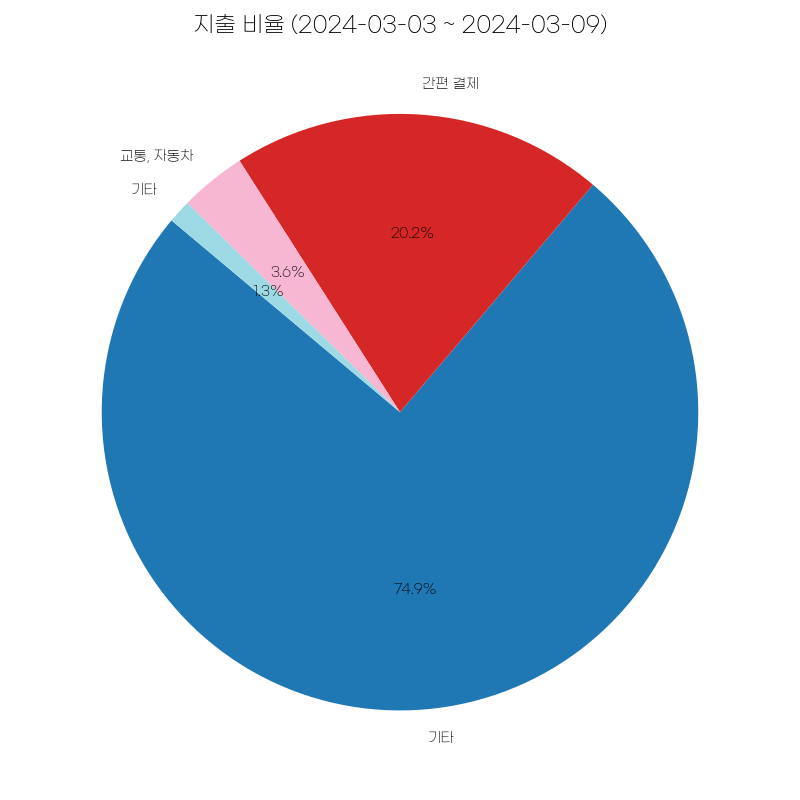 지출 비율 (2024-03-03 ~ 2024-03-09)
간편 결제
교통, 자동차
기타
20.2%
3.6%
1.3%
74.9%
기타